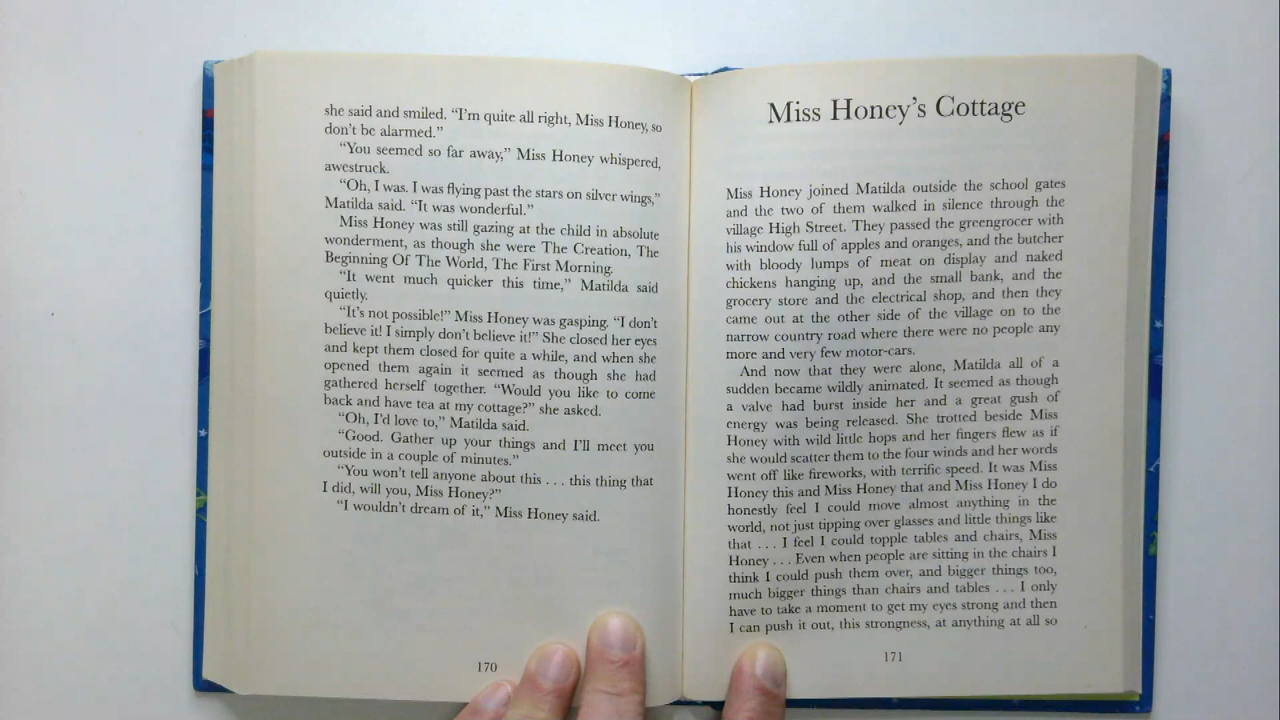 she said and smiled. “I’m quite all right, Miss Honey, so
don’t be alarmed.”
“You seemed so far away,” Miss Honey whispered,
awestruck.
“Oh, I was. I was flying past the stars on silver wings,”
Matilda said. “It was wonderful.”
Miss Honey was still gazing at the child in absolute
wonderment, as though she were The Creation, The
Beginning Of The World, The First Morning.
“It went much quicker this time,” Matilda said
quietly.
“It’s not possible!” Miss Honey was gasping. “I don’t
believe it! I simply don’t believe it!” She closed her eyes
and kept them closed for quite a while, and when she
opened them again it seemed as though she had
gathered herself together. “Would you like to come
back and have tea at my cottage?” she asked.
“Oh, I’d love to,” Matilda said.
“Good. Gather up your things and I’ll meet you
outside in a couple of minutes.”
“You won’t tell anyone about this . . . this thing that
I did, will you, Miss Honey?”
“I wouldn’t dream of it,” Miss Honey said.
170
Miss Honey’s Cottage
Miss Honey joined Matilda outside the school gates
and the two of them walked in silence through the
village High Street. They passed the greengrocer with
his window full of apples and oranges, and the butcher
with bloody lumps of meat on display and naked
chickens hanging up, and the small bank, and the
grocery store and the electrical shop, and then they
came out at the other side of the village on to the
narrow country road where there were no people any
more and very few motor-cars.
And now that they were alone, Matilda all of a
sudden became wildly animated. It seemed as though
a valve had burst inside her and a great gush of
energy was being released. She trotted beside Miss
Honey with wild little hops and her fingers flew as if
she would scatter them to the four winds and her words
went off like fireworks, with terrific speed. It was Miss
Honey this and Miss Honey that and Miss Honey I do
honestly feel I could move almost anything in the
world, not just tipping over glasses and little things like
that . . . I feel I could topple tables and chairs, Miss
Honey . . . Even when people are sitting in the chairs I
think I could push them over, and bigger things too,
much bigger things than chairs and tables . . . I only
have to take a moment to get my eyes strong and then
I can push it out, this strongness, at anything at all so
171